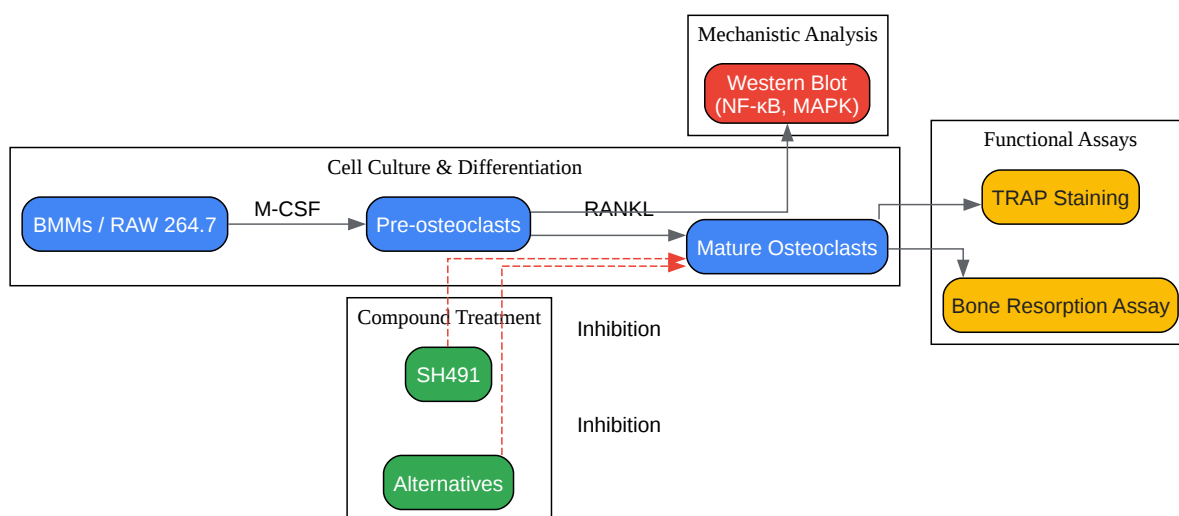 Mechanistic Analysis
Western Blot
(NF-κB, MAPK)
Functional Assays
Cell Culture & Differentiation
TRAP Staining
M-CSF
RANKL
BMMs / RAW 264.7
Pre-osteoclasts
Mature Osteoclasts
Bone Resorption Assay
Compound Treatment
Inhibition
SH491
Inhibition
Alternatives